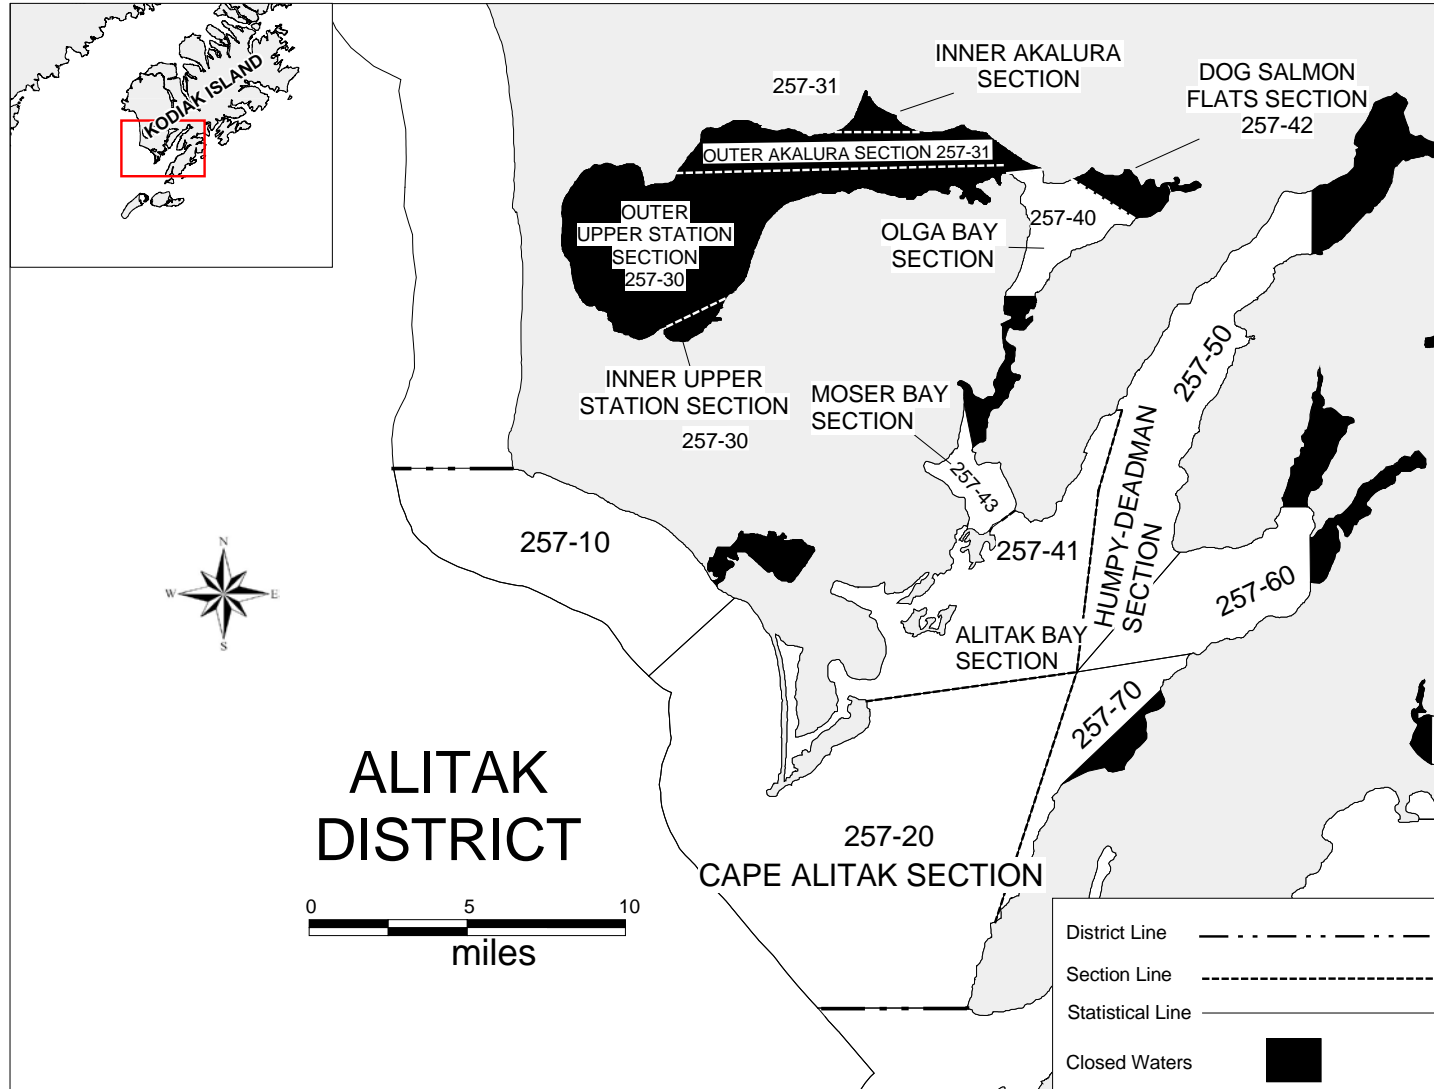 KODIAK ISLAND
INNER AKALURA
SECTION
257-31
DOG SALMON
FLATS SECTION
257-42
OUTER AKALURA SECTION 257-31
OUTER
UPPER STATION
SECTION
257-30
257-40
OLGA BAY
SECTION
INNER UPPER
STATION SECTION
257-30
MOSER BAY
SECTION
257-43
257-50
HUMPY-DEADMAN
SECTION
257-10
257-41
257-60
ALITAK BAY
SECTION
257-70
N
W
E
S
ALITAK
DISTRICT
0
5
10
miles
257-20
CAPE ALITAK SECTION
District Line
Section Line
Statistical Line
Closed Waters